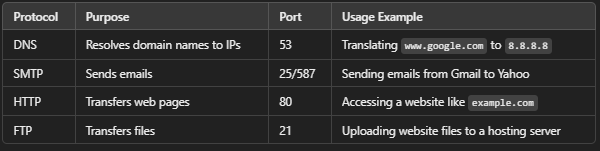 Protocol Purpose Port Usage Example
DNS Resolves domain names to IPs 53 Translating www.google.com to 8.8.8.8
SMTP Sends emails 25/587 Sending emails from Gmail to Yahoo
HTTP Transfers web pages 80 Accessing a website like example.com
FTP Transfers files 21 Uploading website files to a hosting server